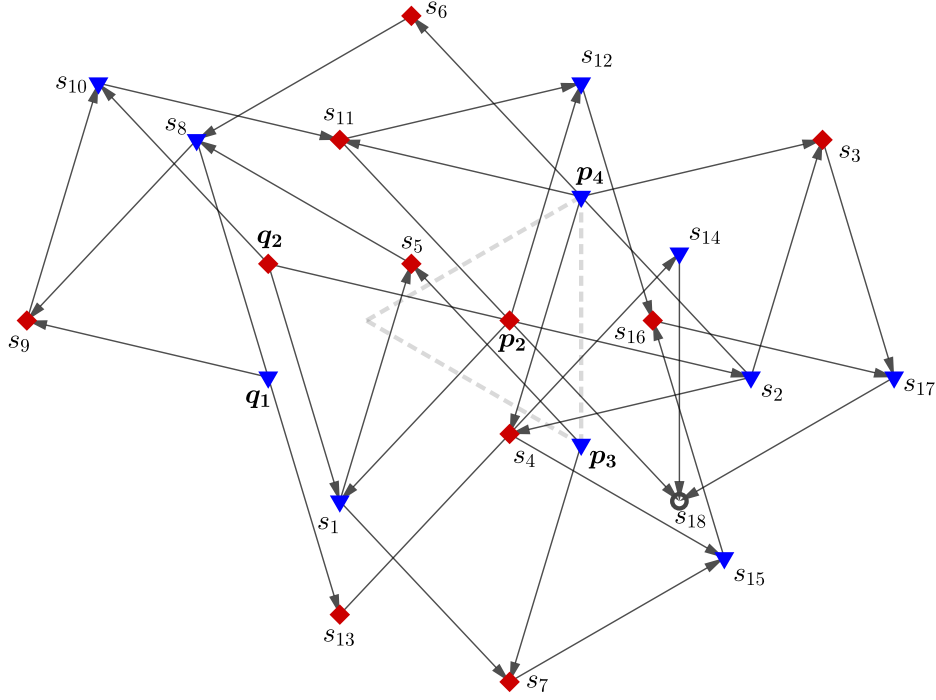 s₆
s₁₂
s₁₀
s₁₁
s₈
s₃
p₄
s₁₄
q₂
s₅
s₁₆
s₉
p₂
s₂
s₁₇
q₁
s₄
p₃
s₁₈
s₁
s₁₅
s₁₃
s₇